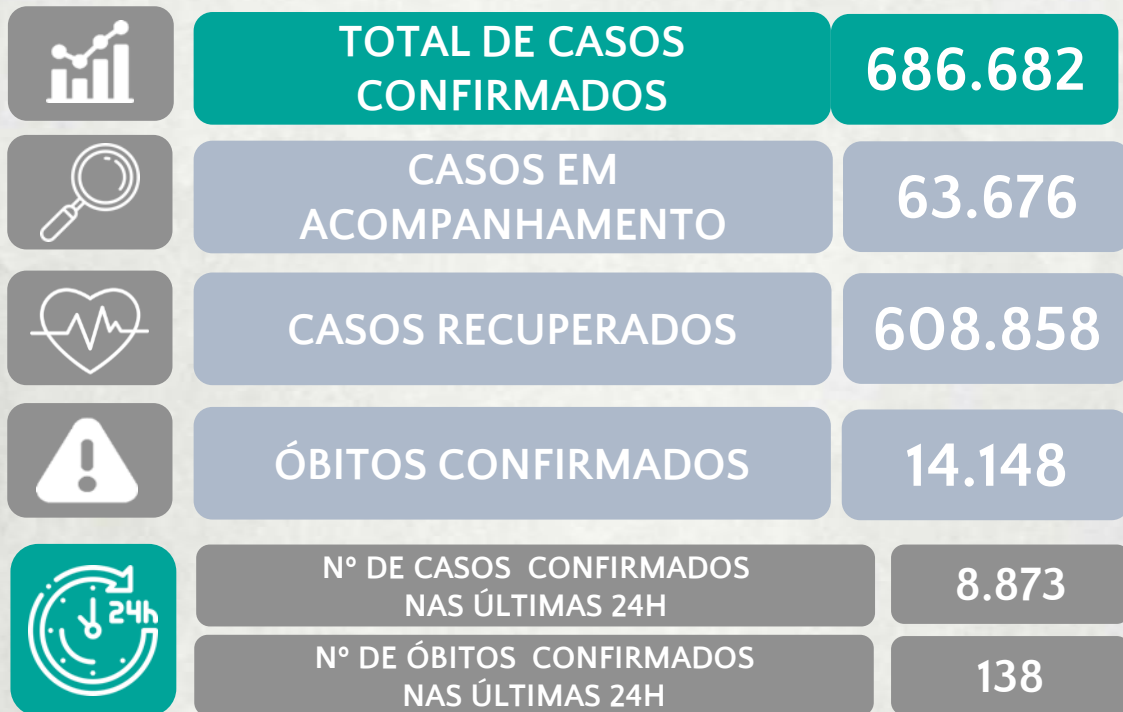 TOTAL DE CASOS
CONFIRMADOS
686.682
CASOS EM
ACOMPANHAMENTO
63.676
CASOS RECUPERADOS
608.858
ÓBITOS CONFIRMADOS
14.148
24h
Nº DE CASOS CONFIRMADOS
NAS ÚLTIMAS 24H
8.873
Nº DE ÓBITOS CONFIRMADOS
NAS ÚLTIMAS 24H
138